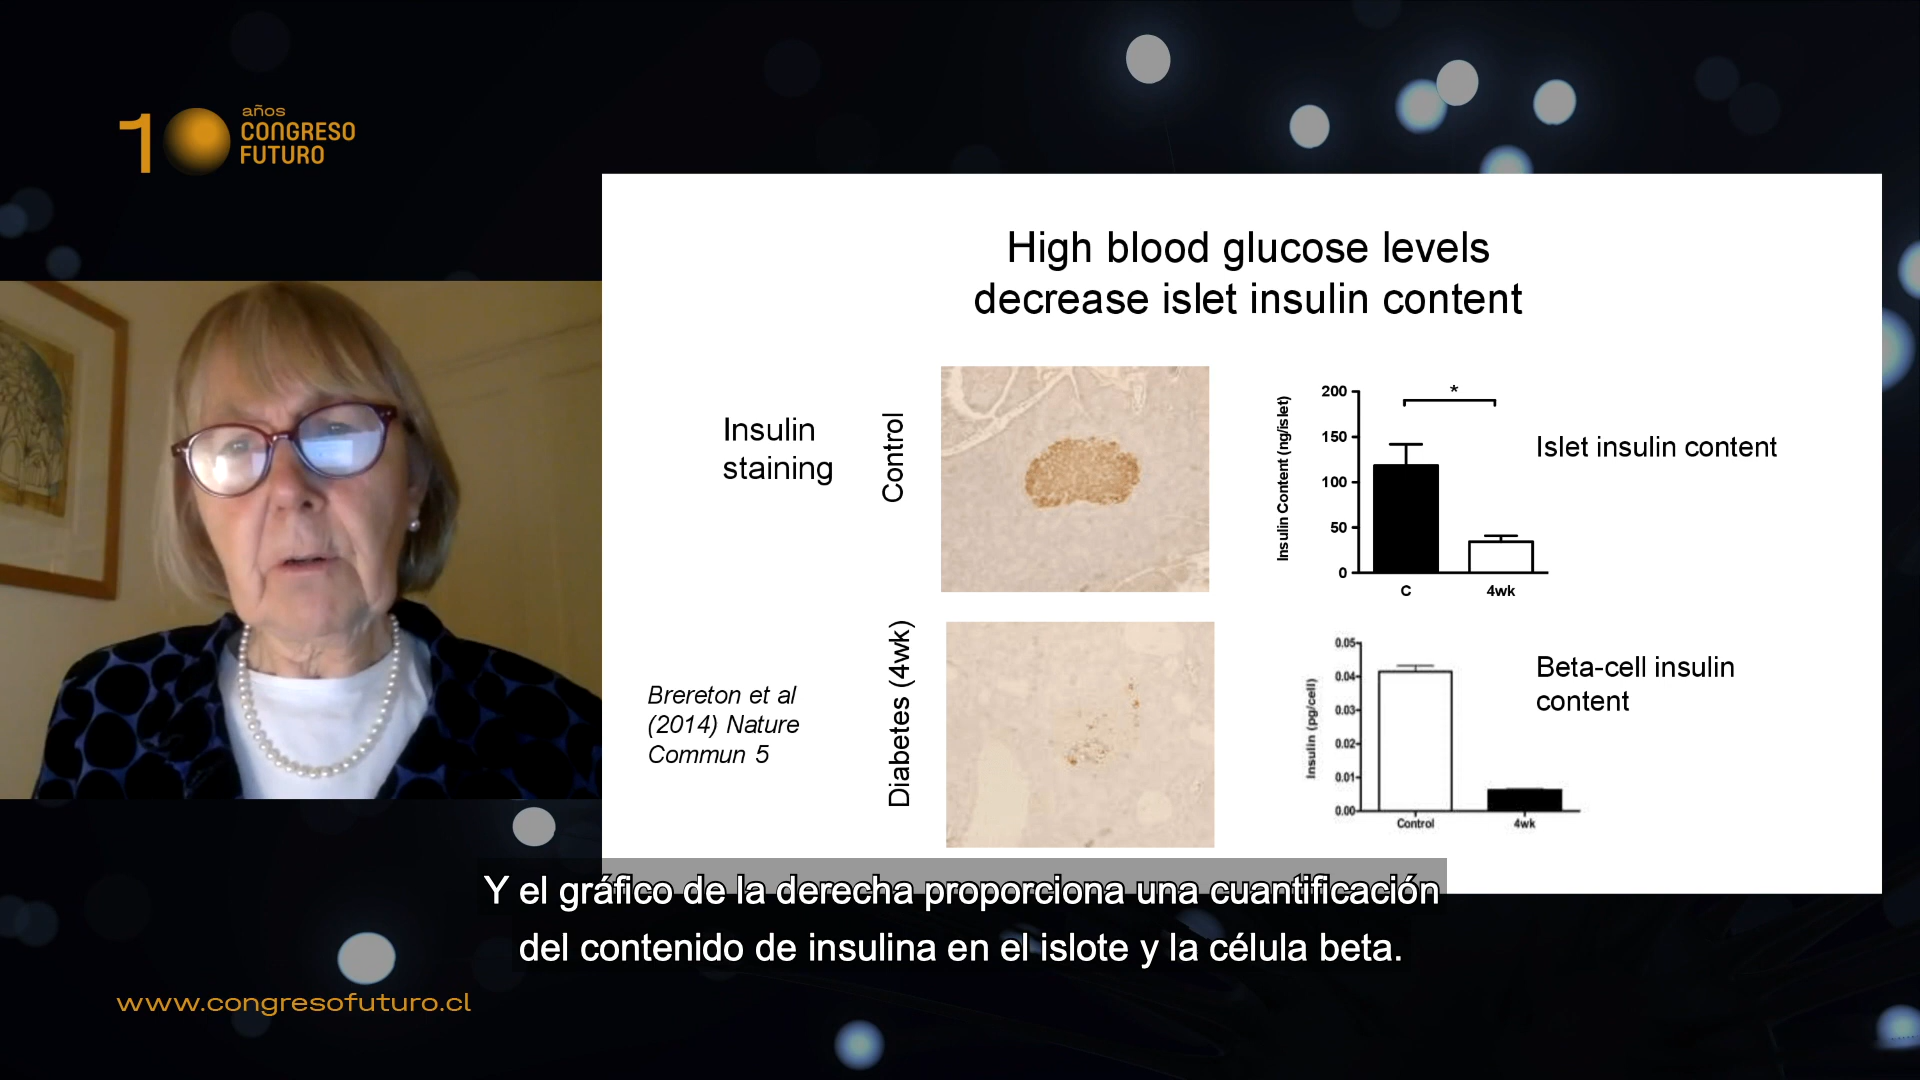 10
años
CONGRESO
FUTURO
High blood glucose levels
decrease islet insulin content
Insulin
staining
Control
Insulin Content (ng/islet)
200
150
100
50
0
*
C
4wk
Islet insulin content
Brereton et al
(2014) Nature
Commun 5
Diabetes (4wk)
Insulin (pg/cell)
0.05
0.04
0.03
0.02
0.01
0.00
Control
4wk
Beta-cell insulin
content
Y el gráfico de la derecha proporciona una cuantificación
del contenido de insulina en el islote y la célula beta.
www.congresofuturo.cl